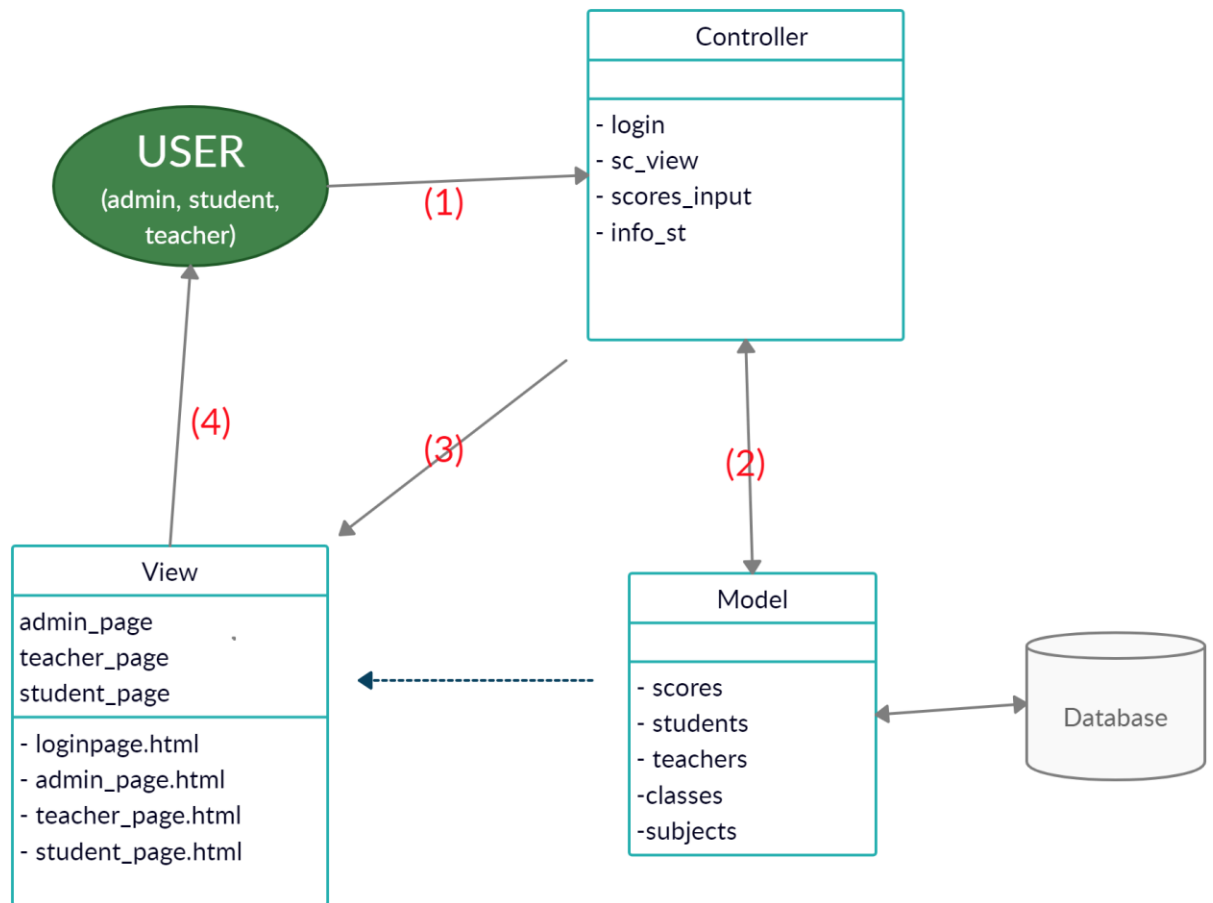 Controller
- login
- sc_view
- scores_input
- info_st
USER
(admin, student,
teacher)
(1)
(4)
(3)
(2)
View
admin_page
teacher_page
student_page
- loginpage.html
- admin_page.html
- teacher_page.html
- student_page.html
Model
- scores
- students
- teachers
-classes
-subjects
Database